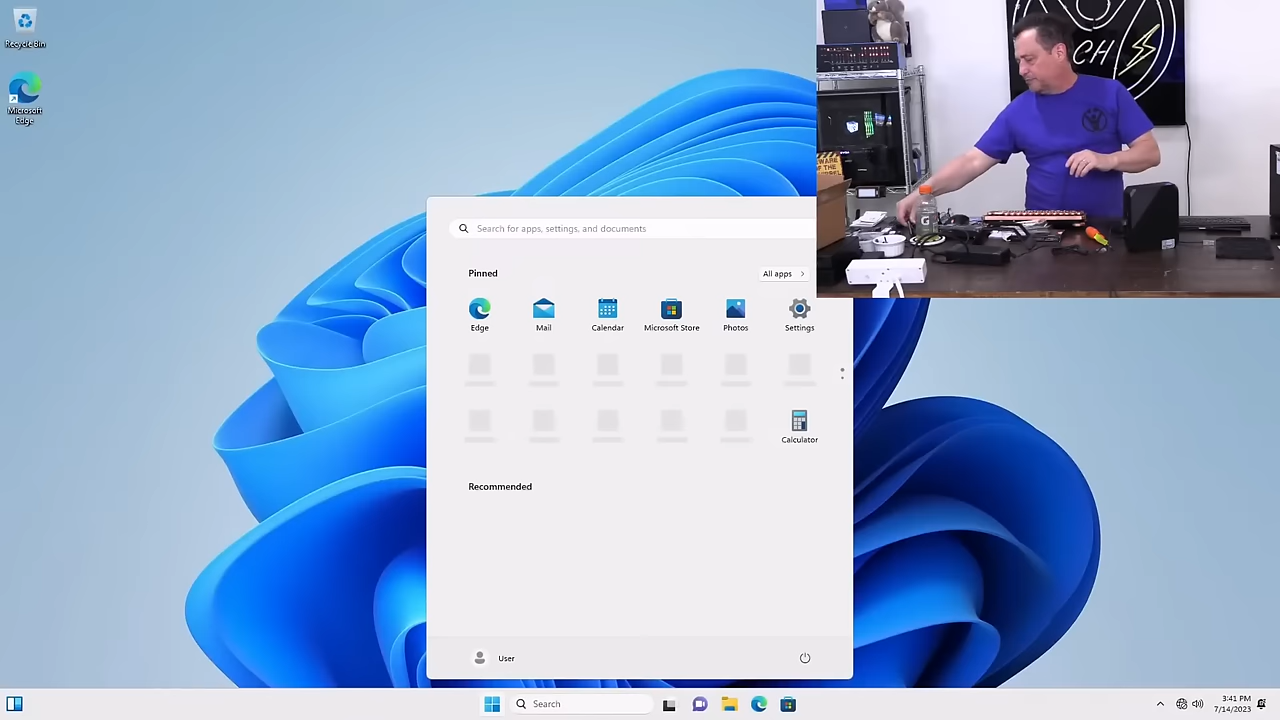 Recycle Bin
Microsoft
Edge
CH
G
Search for apps, settings, and documents
Pinned
All apps
Edge
Mail
Calendar
Microsoft Store
Photos
Settings
Calculator
Recommended
User
Search
3:41 PM
7/14/2023